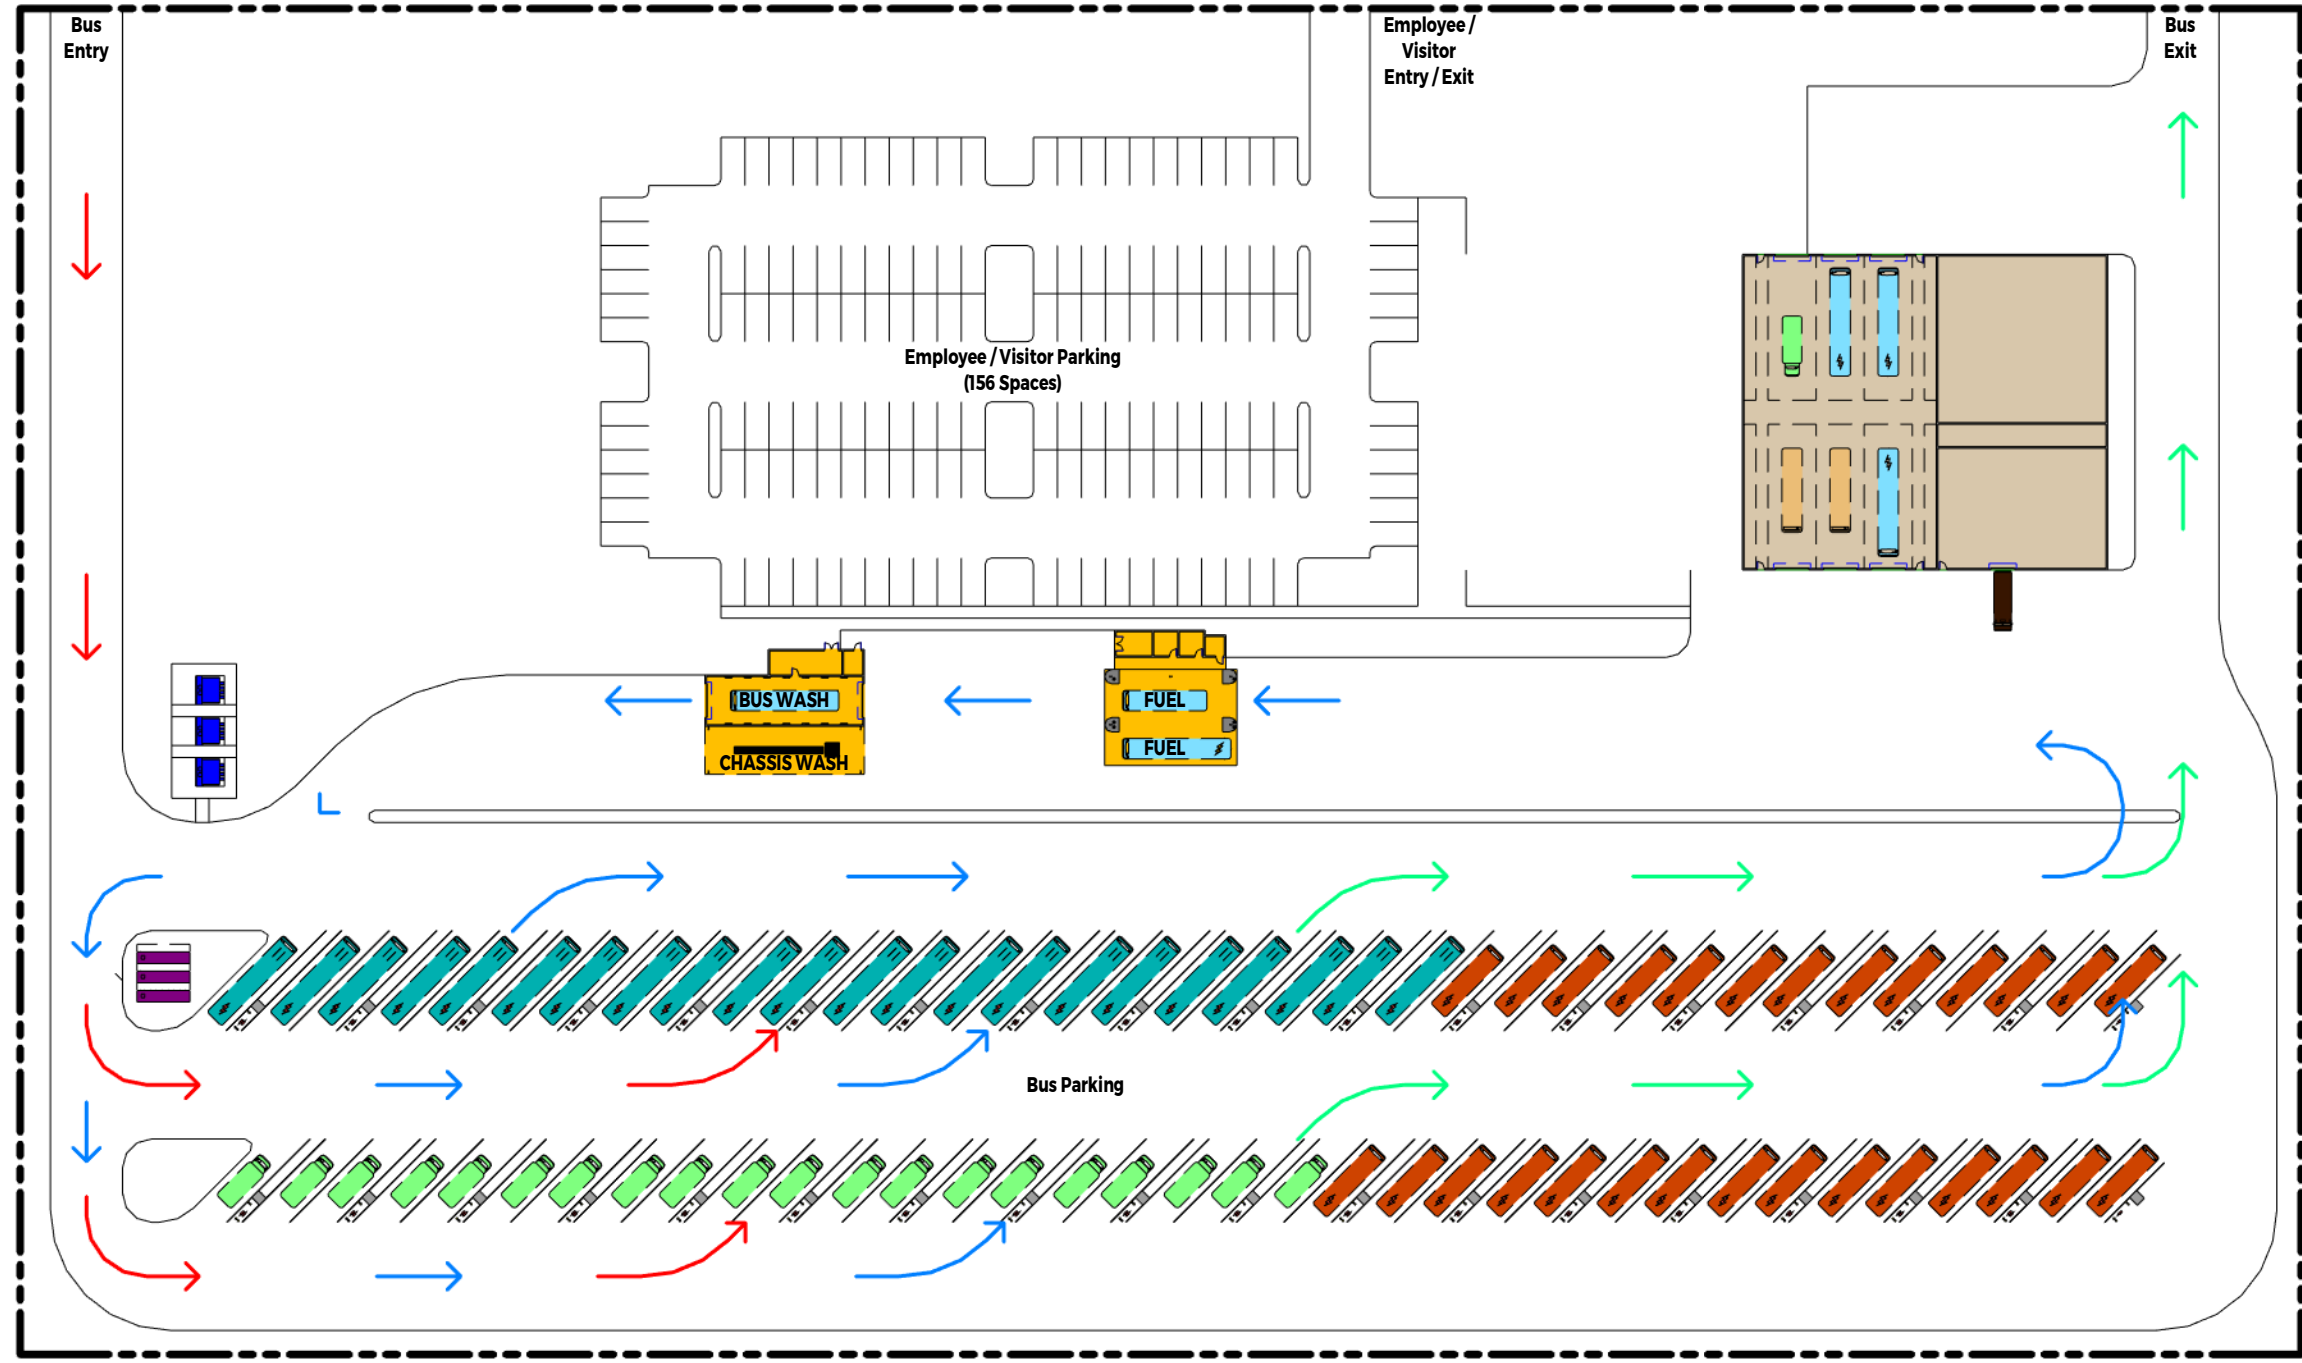 Bus
Entry
Employee /
Visitor
Entry / Exit
Bus
Exit
Employee / Visitor Parking
(156 Spaces)
BUS WASH
CHASSIS WASH
FUEL
FUEL
Bus Parking